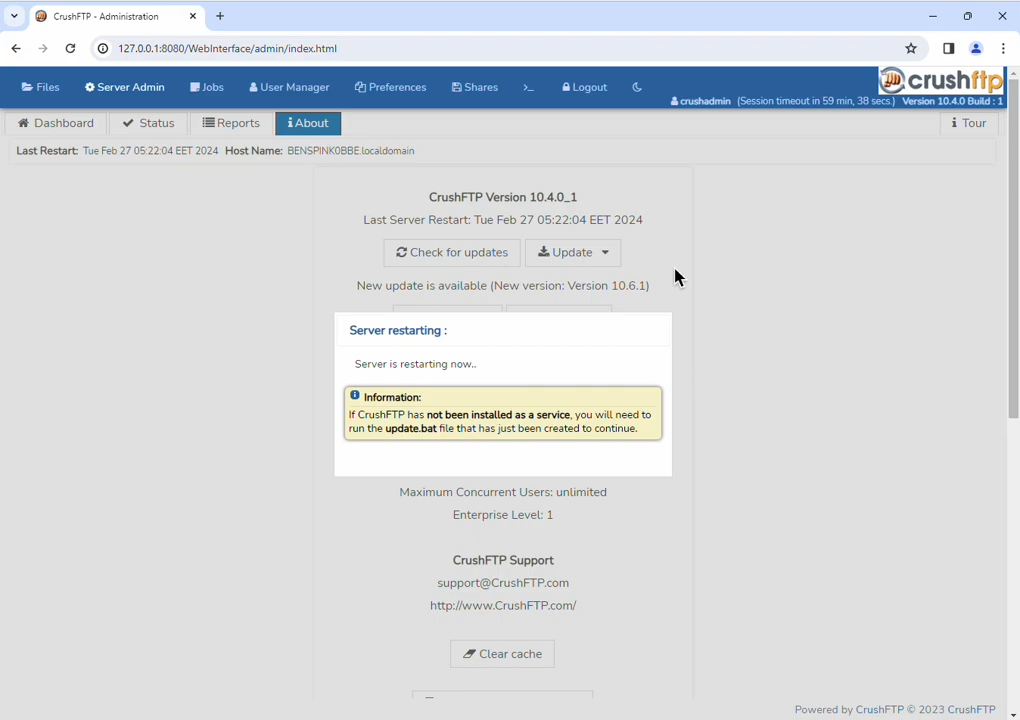 CrushFTP - Administration
127.0.0.1:8080/WebInterface/admin/index.html
Files Server Admin Jobs User Manager Preferences Shares >_ Logout
crushftp
crushadmin (Session timeout in 59 min, 38 secs.) Version 10.4.0 Build : 1
Dashboard Status Reports About Tour
Last Restart: Tue Feb 27 05:22:04 EET 2024 Host Name: BENSPINK0BBE.localdomain
CrushFTP Version 10.4.0_1
Last Server Restart: Tue Feb 27 05:22:04 EET 2024
Check for updates Update
New update is available (New version: Version 10.6.1)
Server restarting :
Server is restarting now..
Information:
If CrushFTP has not been installed as a service, you will need to
run the update.bat file that has just been created to continue.
Maximum Concurrent Users: unlimited
Enterprise Level: 1
CrushFTP Support
support@CrushFTP.com
http://www.CrushFTP.com/
Clear cache
Powered by CrushFTP © 2023 CrushFTP